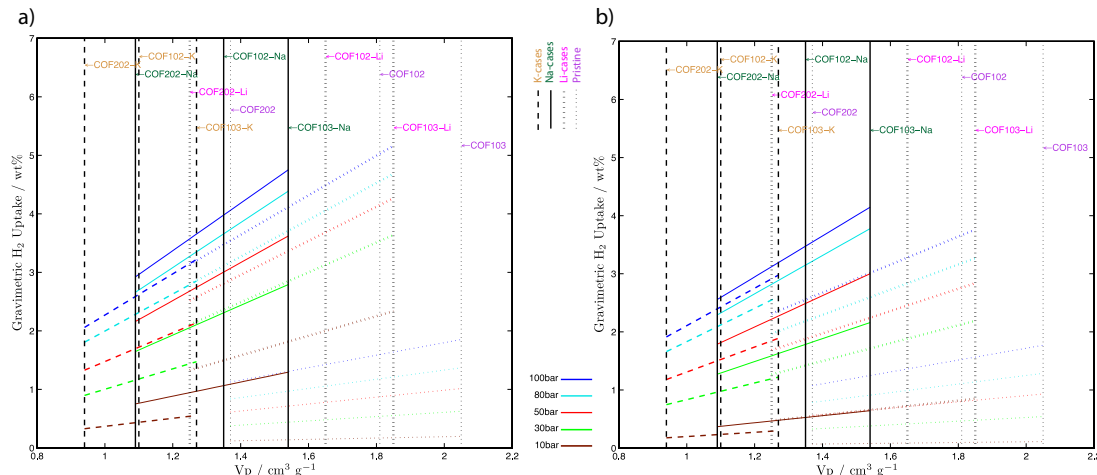 a)
Gravimetric H2 Uptake / wt%
7
6
5
4
3
2
1
0
←COF202−K
←COF102−K
←COF202−Na
←COF202−Li
←COF103−K
←COF102−Na
←COF202
←COF103−Na
←COF102−Li
←COF102
←COF103−Li
←COF103
0.8 1 1.2 1.4 1.6 1.8 2 2.2
Vp / cm3 g−1
K-cases
Na-cases
Li-cases
Pristine
100bar
80bar
50bar
30bar
10bar
b)
Gravimetric H2 Uptake / wt%
7
6
5
4
3
2
1
0
←COF202−K
←COF102−K
←COF202−Na
←COF202−Li
←COF103−K
←COF102−Na
←COF202
←COF103−Na
←COF102−Li
←COF102
←COF103−Li
←COF103
0.8 1 1.2 1.4 1.6 1.8 2 2.2
Vp / cm3 g−1